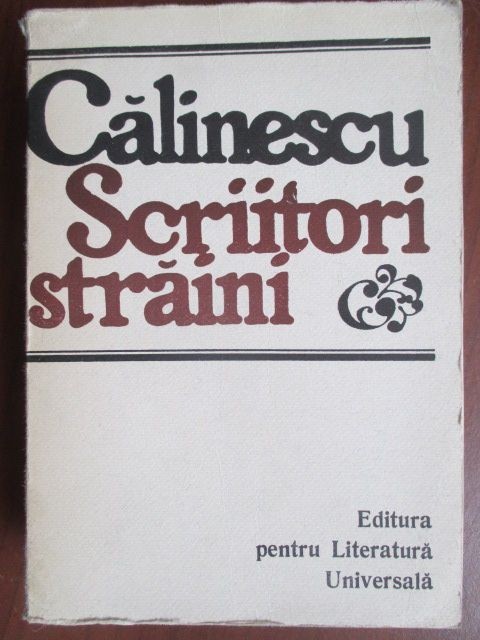 Călinescu
Scriitori
străini
Editura
pentru Literatură
Universală